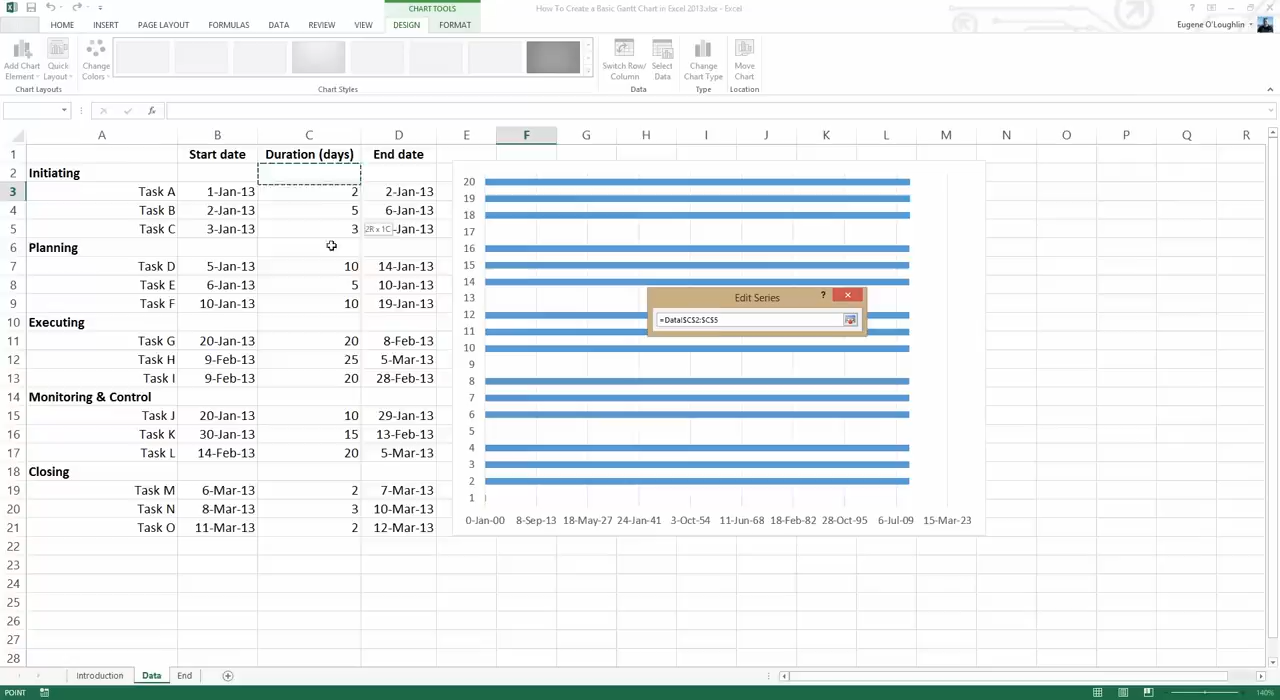 CHART TOOLS
How To Create a Basic Gantt Chart in Excel 2013.xlsx - Excel
HOME INSERT PAGE LAYOUT FORMULAS DATA REVIEW VIEW DESIGN FORMAT
Eugene O'Loughlin
Add Chart Element
Quick Layout
Change Colors
Switch Row/ Column
Select Data
Change Chart Type
Move Chart
Chart Layouts Chart Styles Data Type Location
fx
A B C D E F G H I J K L M N O P Q R
1 Start date Duration (days) End date
2 Initiating
3 Task A 1-Jan-13 2 2-Jan-13
4 Task B 2-Jan-13 5 6-Jan-13
5 Task C 3-Jan-13 3 2R x 1C -Jan-13
6 Planning
7 Task D 5-Jan-13 10 14-Jan-13
8 Task E 6-Jan-13 5 10-Jan-13
9 Task F 10-Jan-13 10 19-Jan-13
10 Executing
11 Task G 20-Jan-13 20 8-Feb-13
12 Task H 9-Feb-13 25 5-Mar-13
13 Task I 9-Feb-13 20 28-Feb-13
14 Monitoring & Control
15 Task J 20-Jan-13 10 29-Jan-13
16 Task K 30-Jan-13 15 13-Feb-13
17 Task L 14-Feb-13 20 5-Mar-13
18 Closing
19 Task M 6-Mar-13 2 7-Mar-13
20 Task N 8-Mar-13 3 10-Mar-13
21 Task O 11-Mar-13 2 12-Mar-13
22
23
24
25
26
27
28
20
19
18
17
16
15
14
13
12
11
10
9
8
7
6
5
4
3
2
1
0-Jan-00 8-Sep-13 18-May-27 24-Jan-41 3-Oct-54 11-Jun-68 18-Feb-82 28-Oct-95 6-Jul-09 15-Mar-23
Edit Series ?
=Data!$C$2:$C$5
Introduction Data End
POINT
140%